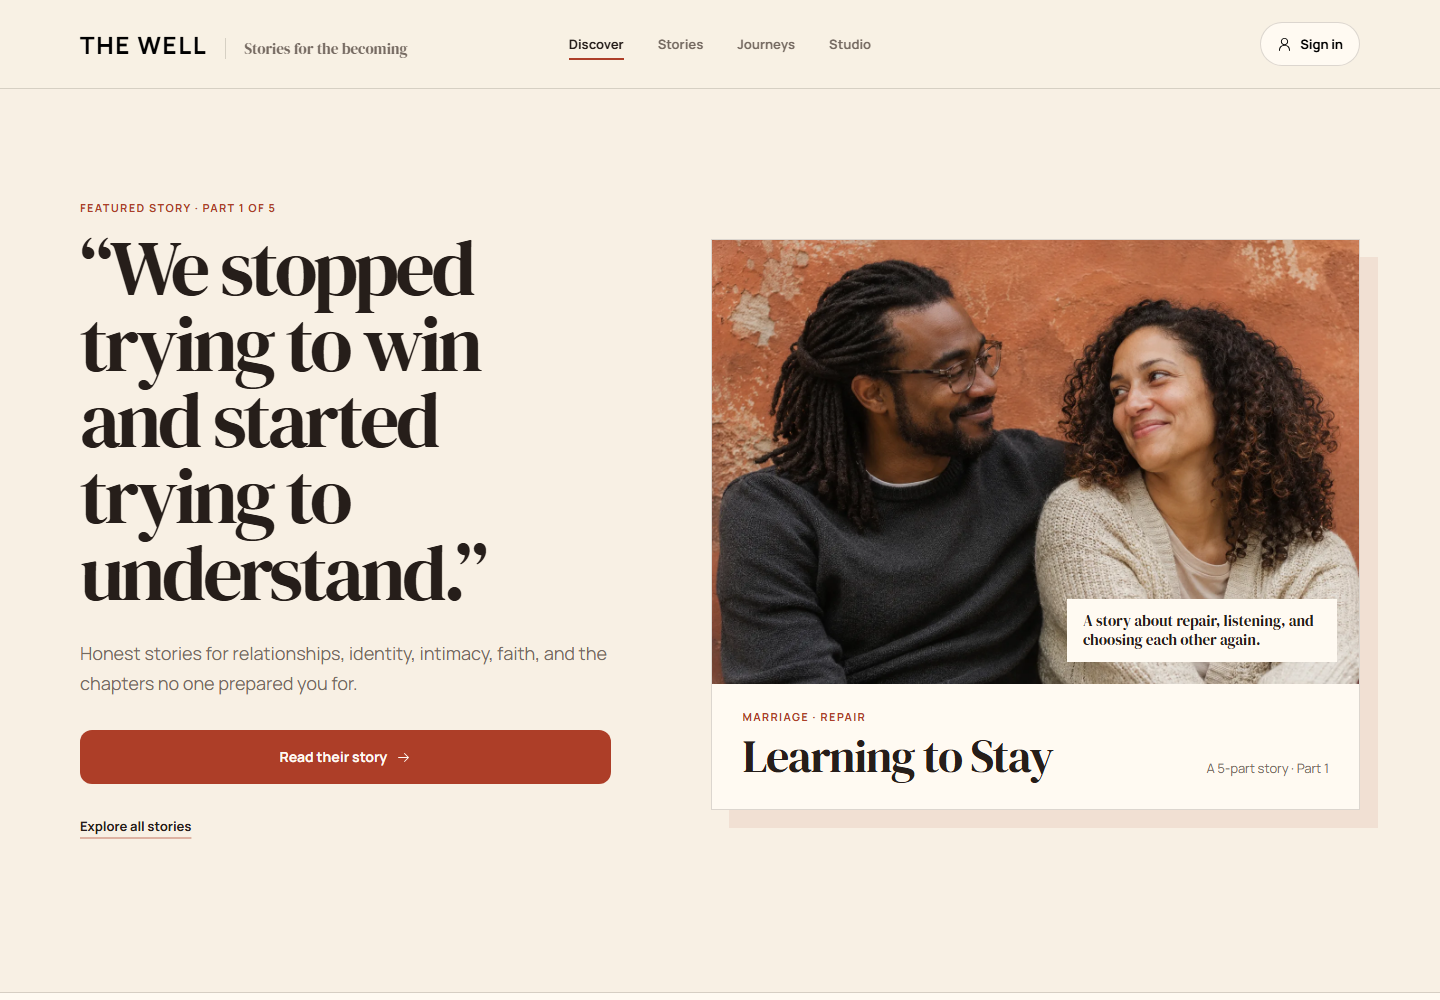 THE WELL
Stories for the becoming
Discover
Stories
Journeys
Studio
Sign in
FEATURED STORY · PART 1 OF 5
“We stopped
trying to win
and started
trying to
understand.”
Honest stories for relationships, identity, intimacy, faith, and the
chapters no one prepared you for.
Read their story →
Explore all stories
A story about repair, listening, and
choosing each other again.
MARRIAGE · REPAIR
Learning to Stay
A 5-part story · Part 1